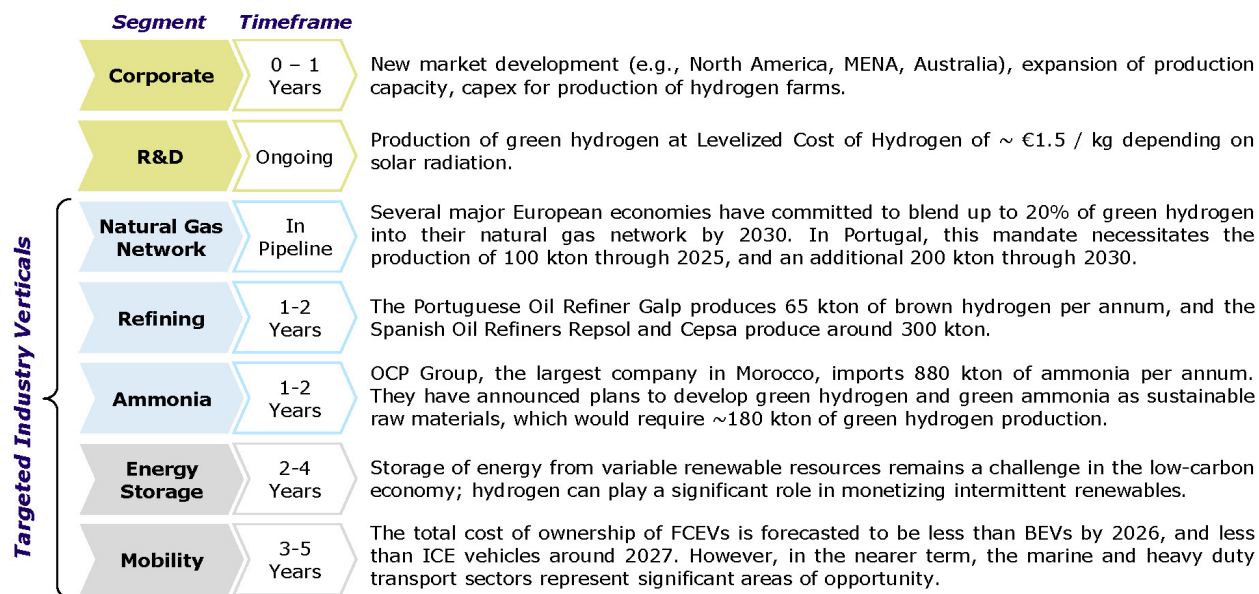 Segment Timeframe
Corporate
0 – 1
Years
New market development (e.g., North America, MENA, Australia), expansion of production
capacity, capex for production of hydrogen farms.
R&D
Ongoing
Production of green hydrogen at Levelized Cost of Hydrogen of ~ €1.5 / kg depending on
solar radiation.
Targeted Industry Verticals
Natural Gas
Network
In
Pipeline
Several major European economies have committed to blend up to 20% of green hydrogen
into their natural gas network by 2030. In Portugal, this mandate necessitates the
production of 100 kton through 2025, and an additional 200 kton through 2030.
Refining
1-2
Years
The Portuguese Oil Refiner Galp produces 65 kton of brown hydrogen per annum, and the
Spanish Oil Refiners Repsol and Cepsa produce around 300 kton.
Ammonia
1-2
Years
OCP Group, the largest company in Morocco, imports 880 kton of ammonia per annum.
They have announced plans to develop green hydrogen and green ammonia as sustainable
raw materials, which would require ~180 kton of green hydrogen production.
Energy
Storage
2-4
Years
Storage of energy from variable renewable resources remains a challenge in the low-carbon
economy; hydrogen can play a significant role in monetizing intermittent renewables.
Mobility
3-5
Years
The total cost of ownership of FCEVs is forecasted to be less than BEVs by 2026, and less
than ICE vehicles around 2027. However, in the nearer term, the marine and heavy duty
transport sectors represent significant areas of opportunity.